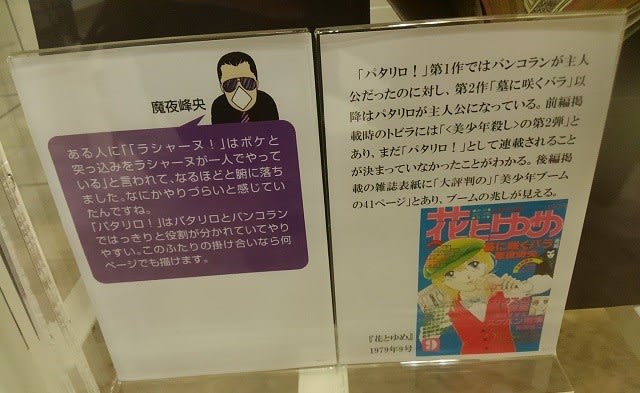 魔夜峰央
ある人に「「ラシャーヌ！」はボケと
突っ込みをラシャーヌが一人でやって
いる」と言われて、なるほどと腑に落ち
ました。なにかやりづらいと感じてい
たんですね。
「パタリロ！」はパタリロとバンコラン
ではっきりと役割が分かれていてやり
やすい。このふたりの掛け合いなら何
ページでも描けます。
「パタリロ！」第1作ではバンコランが主人
公だったのに対し、第2作「墓に咲くバラ」以
降はパタリロが主人公になっている。前編掲
載時のトビラには「〈美少年殺し〉の第2弾」と
あり、まだ「パタリロ！」として連載されること
が決まっていなかったことがわかる。後編掲
載の雑誌表紙に「大評判の」「美少年ブーム
の41ページ」とあり、ブームの兆しが見える。
花とゆめ
墓に咲くバラ
魔夜峰央
9
『花とゆめ』
1979年9号